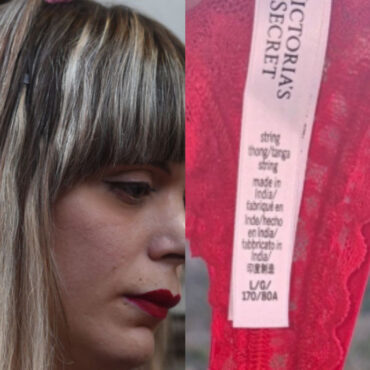 VICTORIA'S
SECRET
string
thong/tanga
string
made in
India/
fabriqué en
Inde/hecho
en India/
fabbricato in
India/
印度制造
L/G/
170/80A